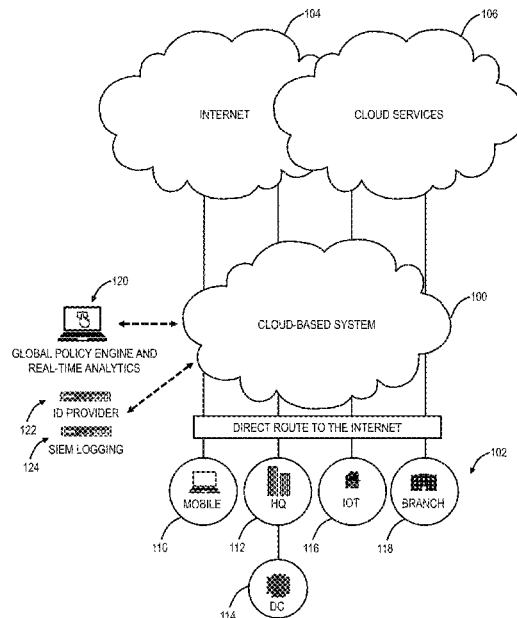 104
106
INTERNET
CLOUD SERVICES
120
100
CLOUD-BASED SYSTEM
GLOBAL POLICY ENGINE AND
REAL-TIME ANALYTICS
122
ID PROVIDER
124
SIEM LOGGING
DIRECT ROUTE TO THE INTERNET
102
MOBILE
HQ
IOT
BRANCH
110
112
116
118
114
DC